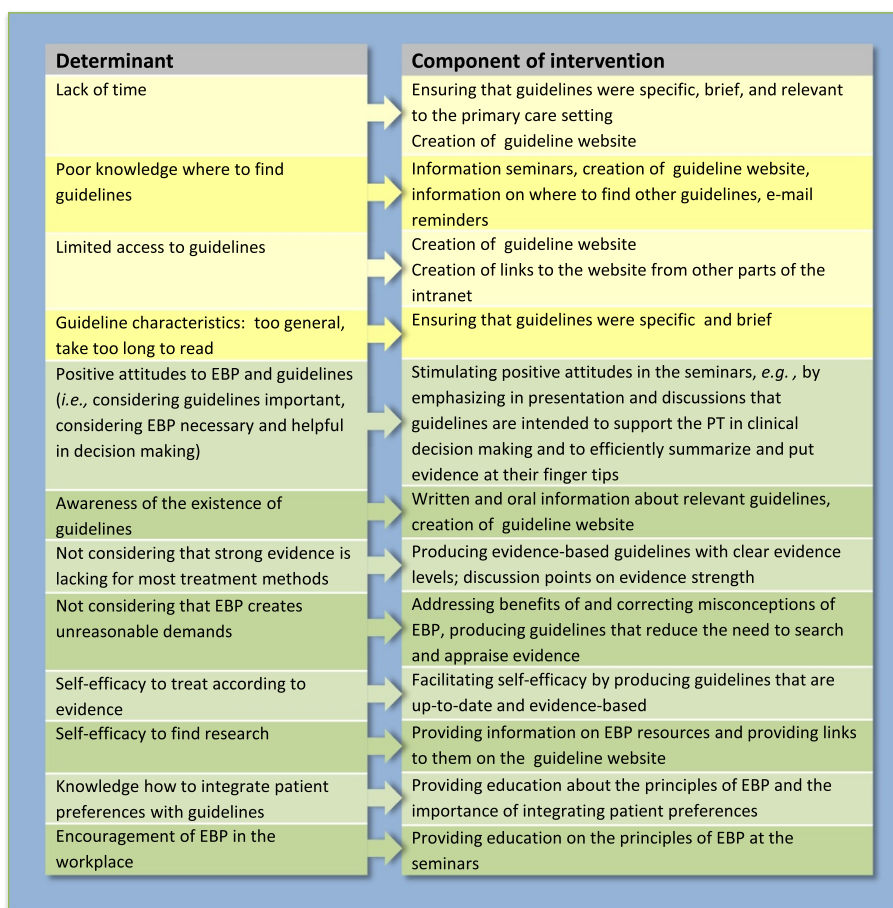 Determinant
Component of intervention
Lack of time
Ensuring that guidelines were specific, brief, and relevant
to the primary care setting
Creation of guideline website
Poor knowledge where to find
guidelines
Information seminars, creation of guideline website,
information on where to find other guidelines, e-mail
reminders
Limited access to guidelines
Creation of guideline website
Creation of links to the website from other parts of the
intranet
Guideline characteristics: too general,
take too long to read
Ensuring that guidelines were specific and brief
Positive attitudes to EBP and guidelines
(i.e., considering guidelines important,
considering EBP necessary and helpful
in decision making)
Stimulating positive attitudes in the seminars, e.g. , by
emphasizing in presentation and discussions that
guidelines are intended to support the PT in clinical
decision making and to efficiently summarize and put
evidence at their finger tips
Awareness of the existence of
guidelines
Written and oral information about relevant guidelines,
creation of guideline website
Not considering that strong evidence is
lacking for most treatment methods
Producing evidence-based guidelines with clear evidence
levels; discussion points on evidence strength
Not considering that EBP creates
unreasonable demands
Addressing benefits of and correcting misconceptions of
EBP, producing guidelines that reduce the need to search
and appraise evidence
Self-efficacy to treat according to
evidence
Facilitating self-efficacy by producing guidelines that are
up-to-date and evidence-based
Self-efficacy to find research
Providing information on EBP resources and providing links
to them on the guideline website
Knowledge how to integrate patient
preferences with guidelines
Providing education about the principles of EBP and the
importance of integrating patient preferences
Encouragement of EBP in the
workplace
Providing education on the principles of EBP at the
seminars